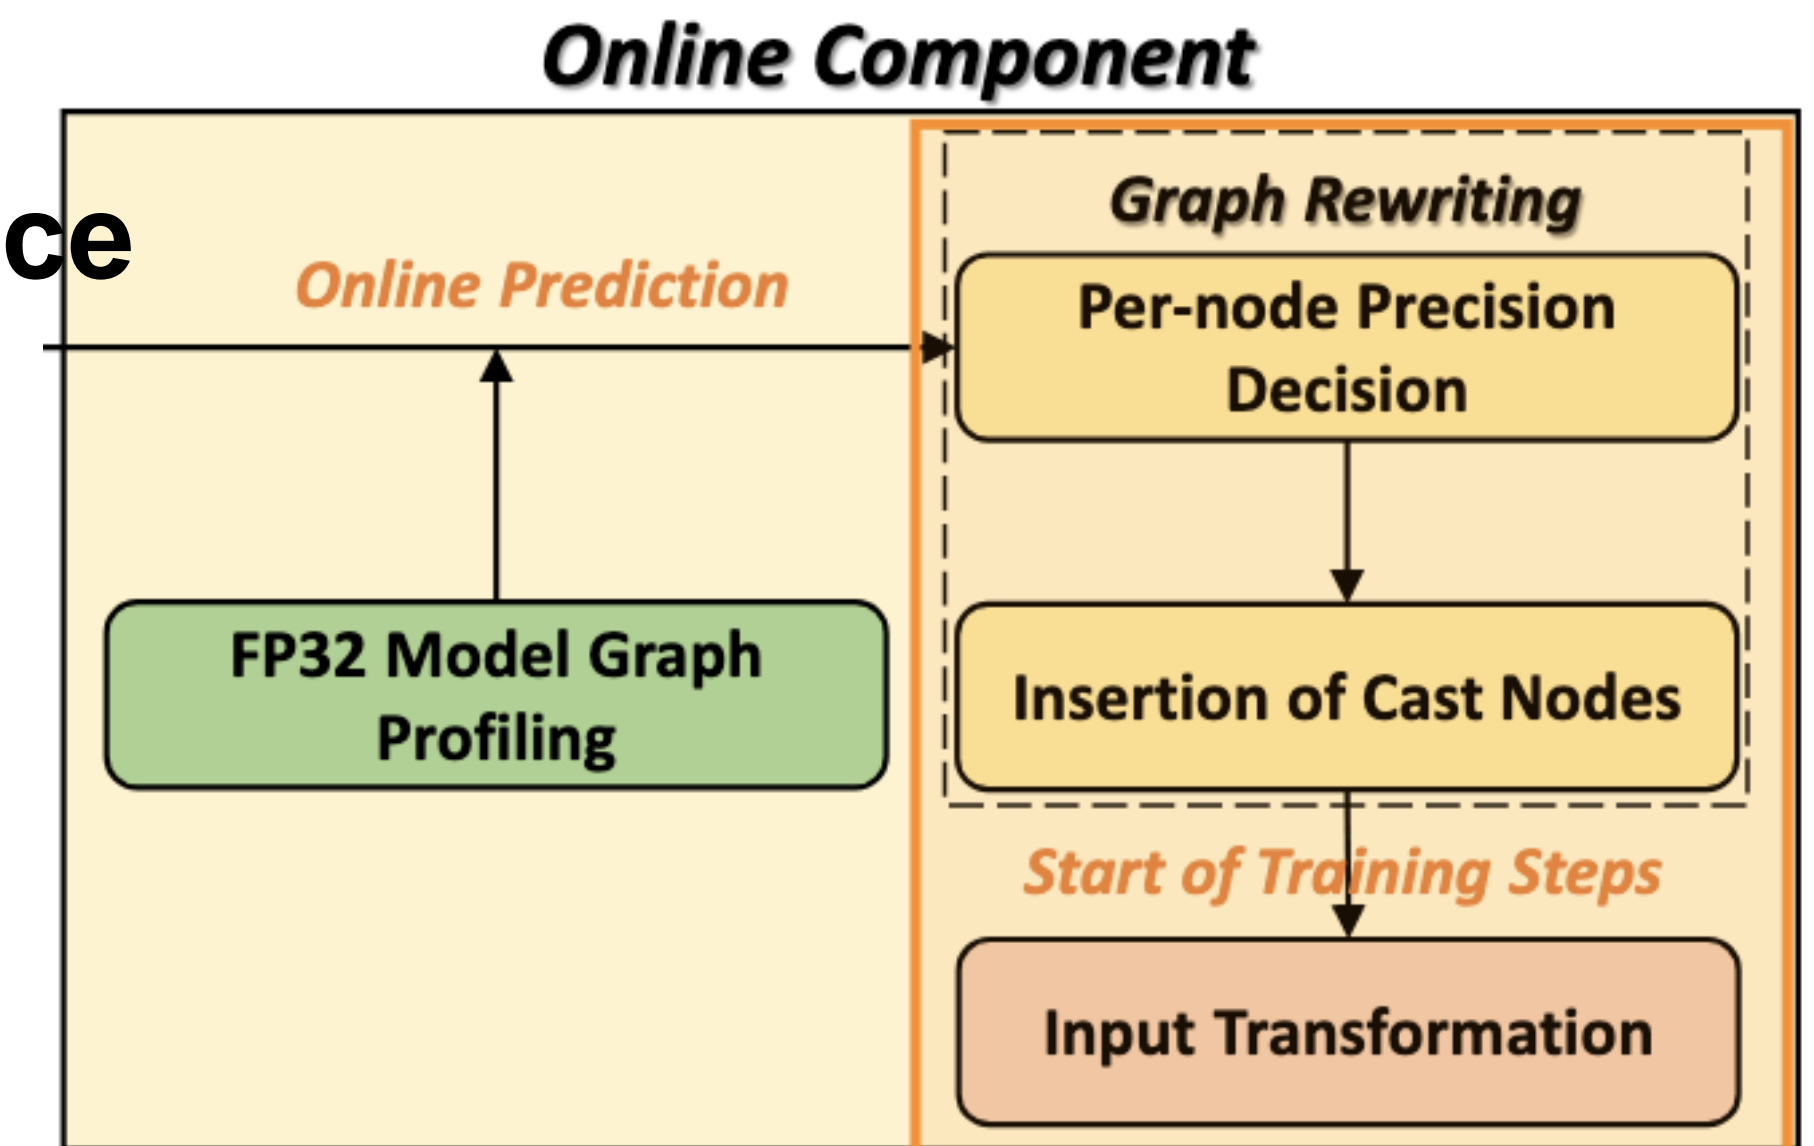 Online Component
Graph Rewriting
ce
Online Prediction
Per-node Precision
Decision
FP32 Model Graph
Profiling
Insertion of Cast Nodes
Start of Training Steps
Input Transformation